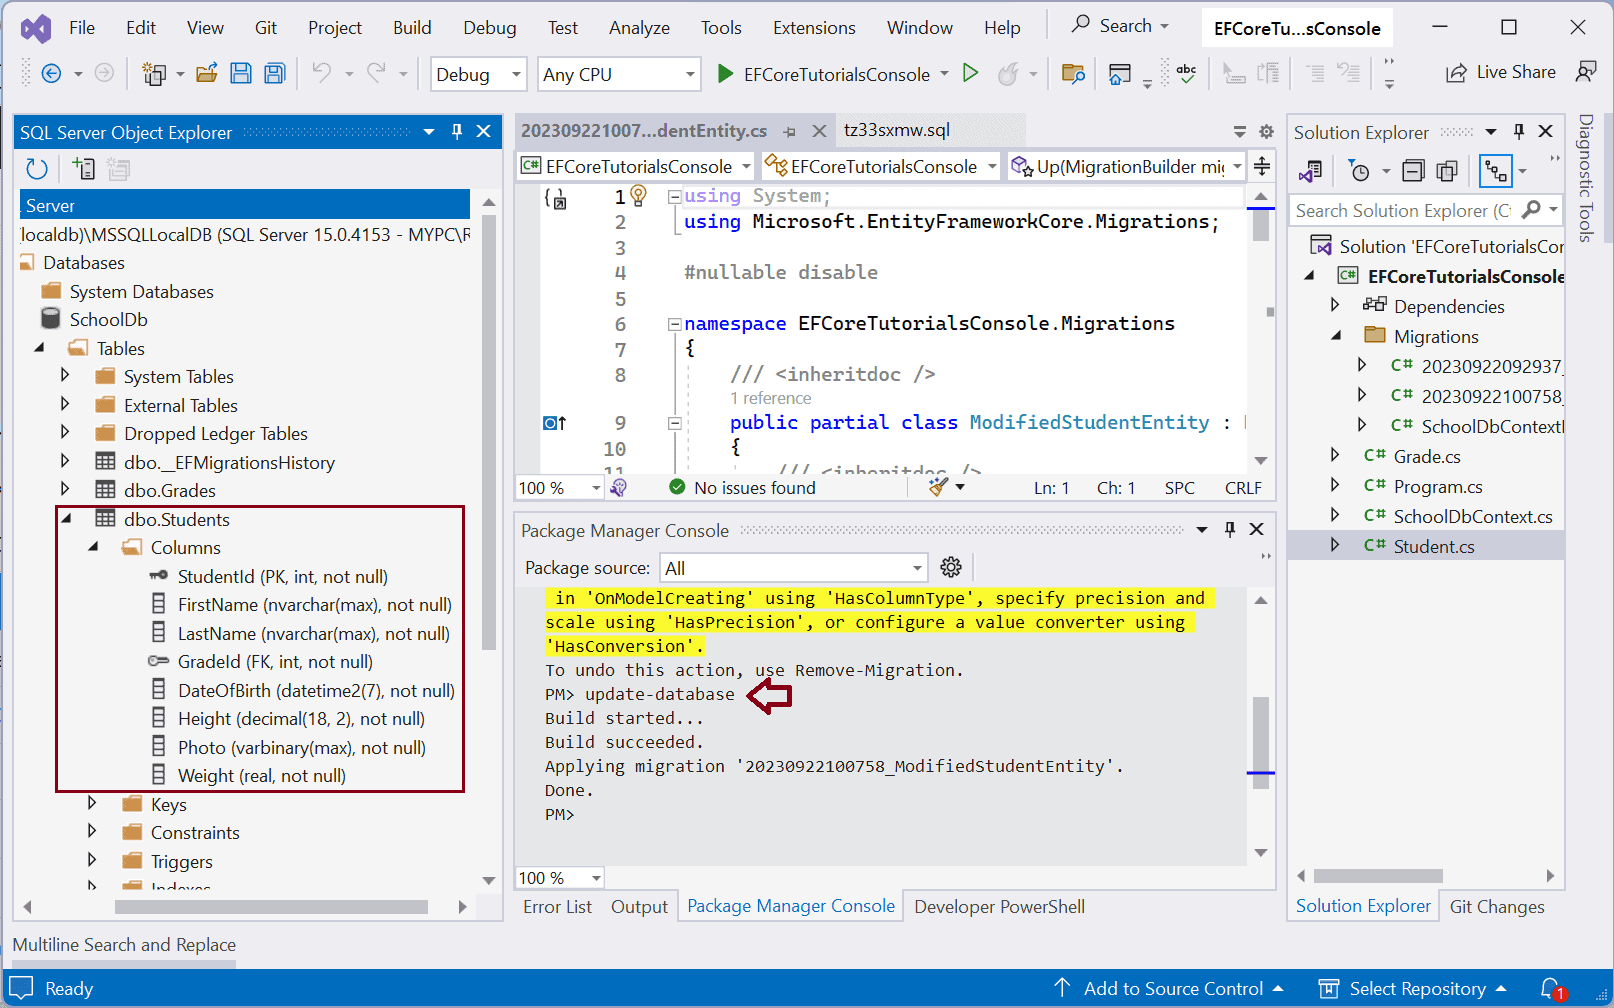 File Edit View Git Project Build Debug Test Analyze Tools Extensions Window Help Search EFCoreTu...sConsole
Debug Any CPU EFCoreTutorialsConsole abc Live Share
SQL Server Object Explorer
Server
localdb)\MSSQLLocalDB (SQL Server 15.0.4153 - MYPC\R
Databases
System Databases
SchoolDb
Tables
System Tables
External Tables
Dropped Ledger Tables
dbo.__EFMigrationsHistory
dbo.Grades
dbo.Students
Columns
StudentId (PK, int, not null)
FirstName (nvarchar(max), not null)
LastName (nvarchar(max), not null)
GradeId (FK, int, not null)
DateOfBirth (datetime2(7), not null)
Height (decimal(18, 2), not null)
Photo (varbinary(max), not null)
Weight (real, not null)
Keys
Constraints
Triggers
Indexes
202309221007...dentEntity.cs tz33sxmw.sql
C# EFCoreTutorialsConsole EFCoreTutorialsConsole Up(MigrationBuilder mi
1 using System;
2 using Microsoft.EntityFrameworkCore.Migrations;
3
4 #nullable disable
5
6 namespace EFCoreTutorialsConsole.Migrations
7 {
8 /// <inheritdoc />
1 reference
9 public partial class ModifiedStudentEntity :
10 {
11 /// <inheritdoc />
100 % No issues found Ln: 1 Ch: 1 SPC CRLF
Package Manager Console
Package source: All
in 'OnModelCreating' using 'HasColumnType', specify precision and
scale using 'HasPrecision', or configure a value converter using
'HasConversion'.
To undo this action, use Remove-Migration.
PM> update-database
Build started...
Build succeeded.
Applying migration '20230922100758_ModifiedStudentEntity'.
Done.
PM>
100 %
Error List Output Package Manager Console Developer PowerShell
Solution Explorer
Search Solution Explorer (Ct
Solution 'EFCoreTutorialsCor
C# EFCoreTutorialsConsole
Dependencies
Migrations
C# 20230922092937_
C# 20230922100758_
C# SchoolDbContext
C# Grade.cs
C# Program.cs
C# SchoolDbContext.cs
C# Student.cs
Solution Explorer Git Changes
Diagnostic Tools
Multiline Search and Replace
Ready Add to Source Control Select Repository 1